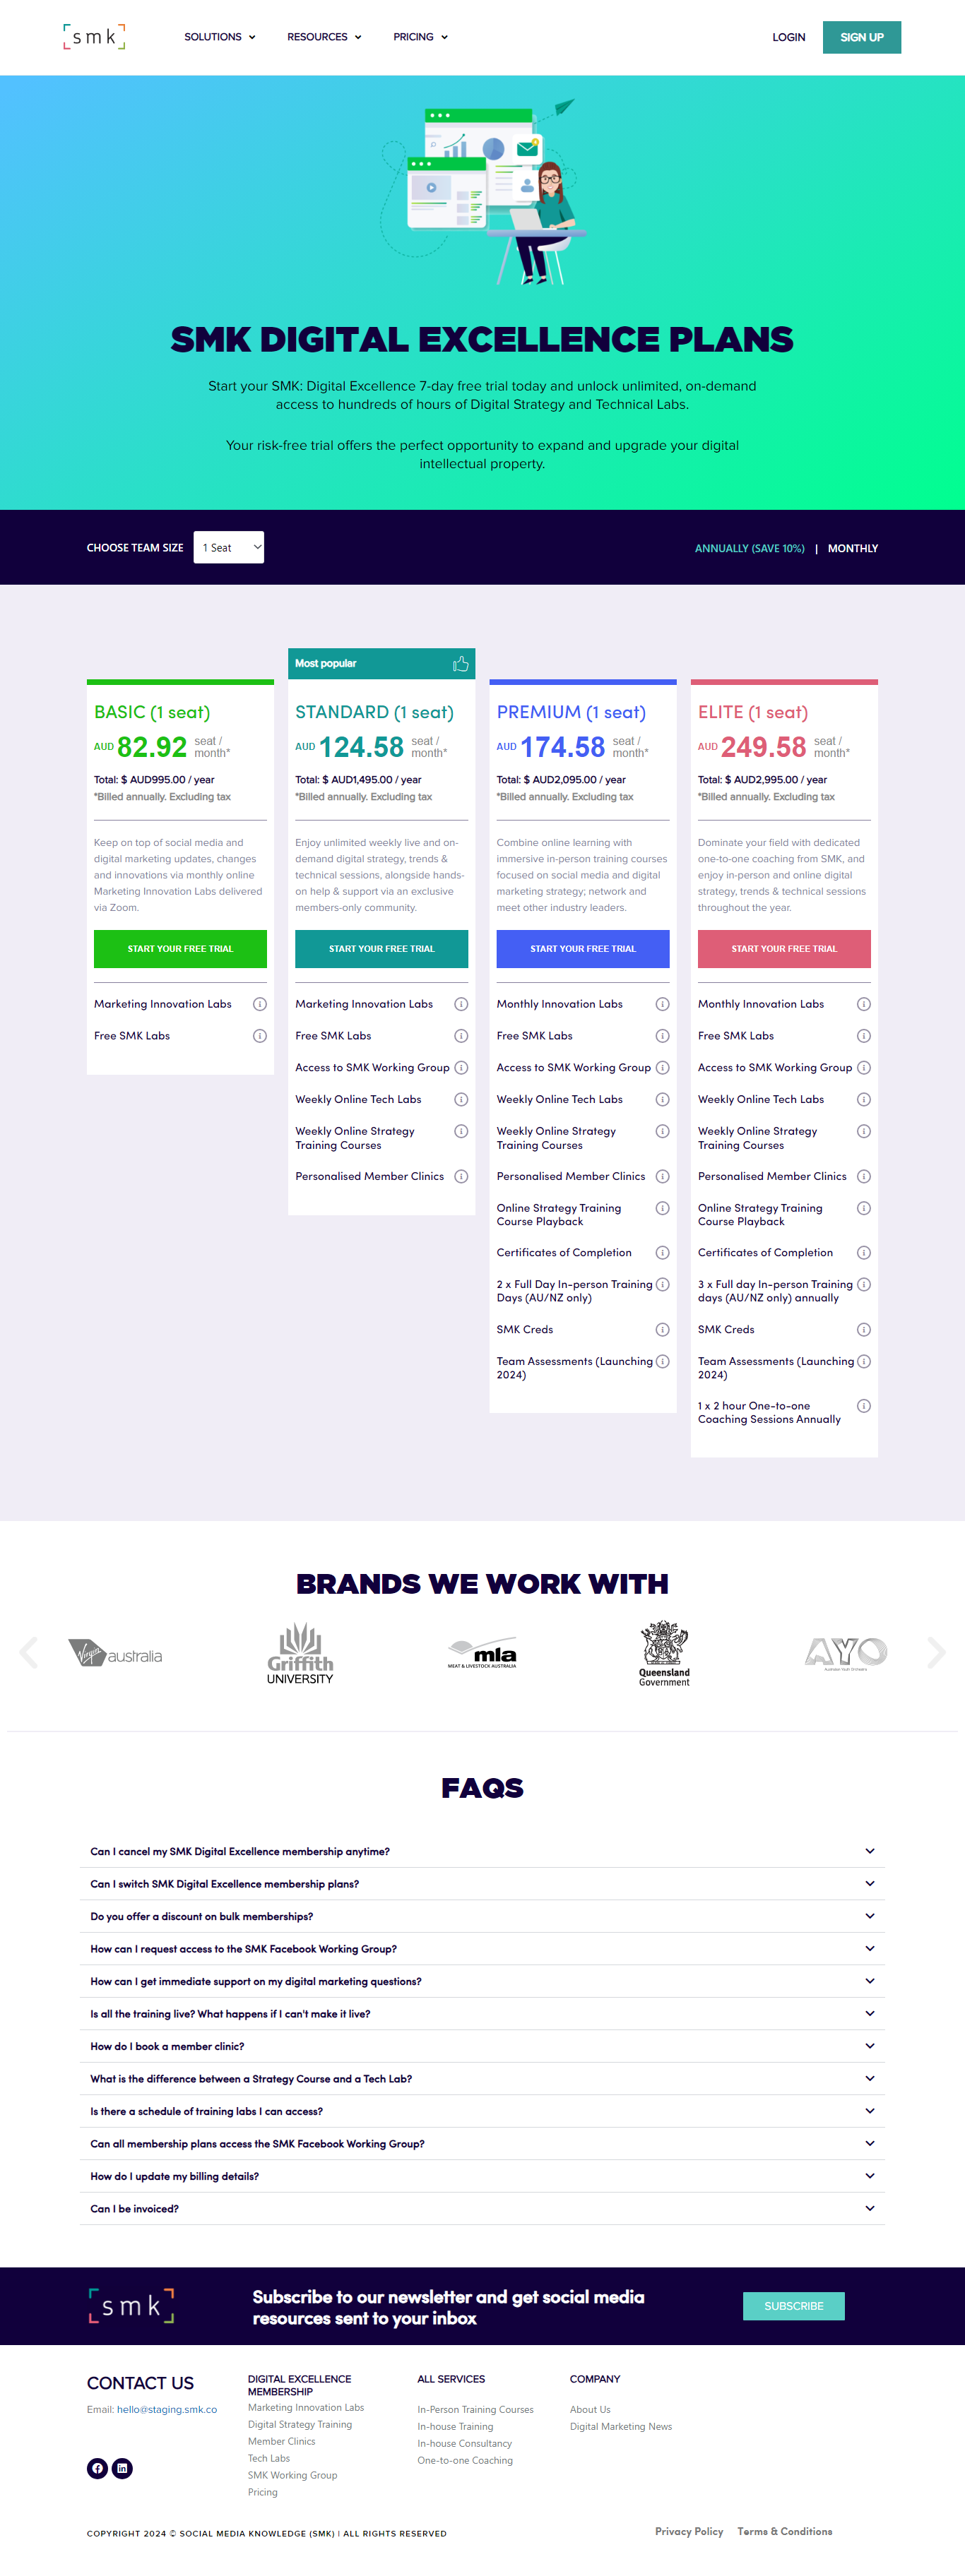 smk
SOLUTIONS
RESOURCES
PRICING
LOGIN
SIGN UP
SMK DIGITAL EXCELLENCE PLANS
Start your SMK: Digital Excellence 7-day free trial today and unlock unlimited, on-demand
access to hundreds of hours of Digital Strategy and Technical Labs.
Your risk-free trial offers the perfect opportunity to expand and upgrade your digital
intellectual property.
CHOOSE TEAM SIZE
1 Seat
ANNUALLY (SAVE 10%) | MONTHLY
BASIC (1 seat)
AUD 82.92 seat /
month*
Total: $ AUD995.00 / year
*Billed annually. Excluding tax
Keep on top of social media and
digital marketing updates, changes
and innovations via monthly online
Marketing Innovation Labs delivered
via Zoom.
START YOUR FREE TRIAL
Marketing Innovation Labs
Free SMK Labs
Most popular
STANDARD (1 seat)
AUD 124.58 seat /
month*
Total: $ AUD1,495.00 / year
*Billed annually. Excluding tax
Enjoy unlimited weekly live and on-
demand digital strategy, trends &
technical sessions, alongside hands-
on help & support via an exclusive
members-only community.
START YOUR FREE TRIAL
Marketing Innovation Labs
Free SMK Labs
Access to SMK Working Group
Weekly Online Tech Labs
Weekly Online Strategy
Training Courses
Personalised Member Clinics
PREMIUM (1 seat)
AUD 174.58 seat /
month*
Total: $ AUD2,095.00 / year
*Billed annually. Excluding tax
Combine online learning with
immersive in-person training courses
focused on social media and digital
marketing strategy; network and
meet other industry leaders.
START YOUR FREE TRIAL
Monthly Innovation Labs
Free SMK Labs
Access to SMK Working Group
Weekly Online Tech Labs
Weekly Online Strategy
Training Courses
Personalised Member Clinics
Online Strategy Training
Course Playback
Certificates of Completion
2 x Full Day In-person Training
Days (AU/NZ only)
SMK Creds
Team Assessments (Launching
2024)
ELITE (1 seat)
AUD 249.58 seat /
month*
Total: $ AUD2,995.00 / year
*Billed annually. Excluding tax
Dominate your field with dedicated
one-to-one coaching from SMK, and
enjoy in-person and online digital
strategy, trends & technical sessions
throughout the year.
START YOUR FREE TRIAL
Monthly Innovation Labs
Free SMK Labs
Access to SMK Working Group
Weekly Online Tech Labs
Weekly Online Strategy
Training Courses
Personalised Member Clinics
Online Strategy Training
Course Playback
Certificates of Completion
3 x Full day In-person Training
days (AU/NZ only) annually
SMK Creds
Team Assessments (Launching
2024)
1 x 2 hour One-to-one
Coaching Sessions Annually
BRANDS WE WORK WITH
Virgin australia
Griffith
UNIVERSITY
mla
MEAT & LIVESTOCK AUSTRALIA
Queensland
Government
AYO
FAQS
Can I cancel my SMK Digital Excellence membership anytime?
Can I switch SMK Digital Excellence membership plans?
Do you offer a discount on bulk memberships?
How can I request access to the SMK Facebook Working Group?
How can I get immediate support on my digital marketing questions?
Is all the training live? What happens if I can't make it live?
How do I book a member clinic?
What is the difference between a Strategy Course and a Tech Lab?
Is there a schedule of training labs I can access?
Can all membership plans access the SMK Facebook Working Group?
How do I update my billing details?
Can I be invoiced?
smk
Subscribe to our newsletter and get social media
resources sent to your inbox
SUBSCRIBE
CONTACT US
Email: hello@staging.smk.co
DIGITAL EXCELLENCE
MEMBERSHIP
Marketing Innovation Labs
Digital Strategy Training
Member Clinics
Tech Labs
SMK Working Group
Pricing
ALL SERVICES
In-Person Training Courses
In-house Training
In-house Consultancy
One-to-one Coaching
COMPANY
About Us
Digital Marketing News
COPYRIGHT 2024 © SOCIAL MEDIA KNOWLEDGE (SMK) | ALL RIGHTS RESERVED
Privacy Policy
Terms & Conditions